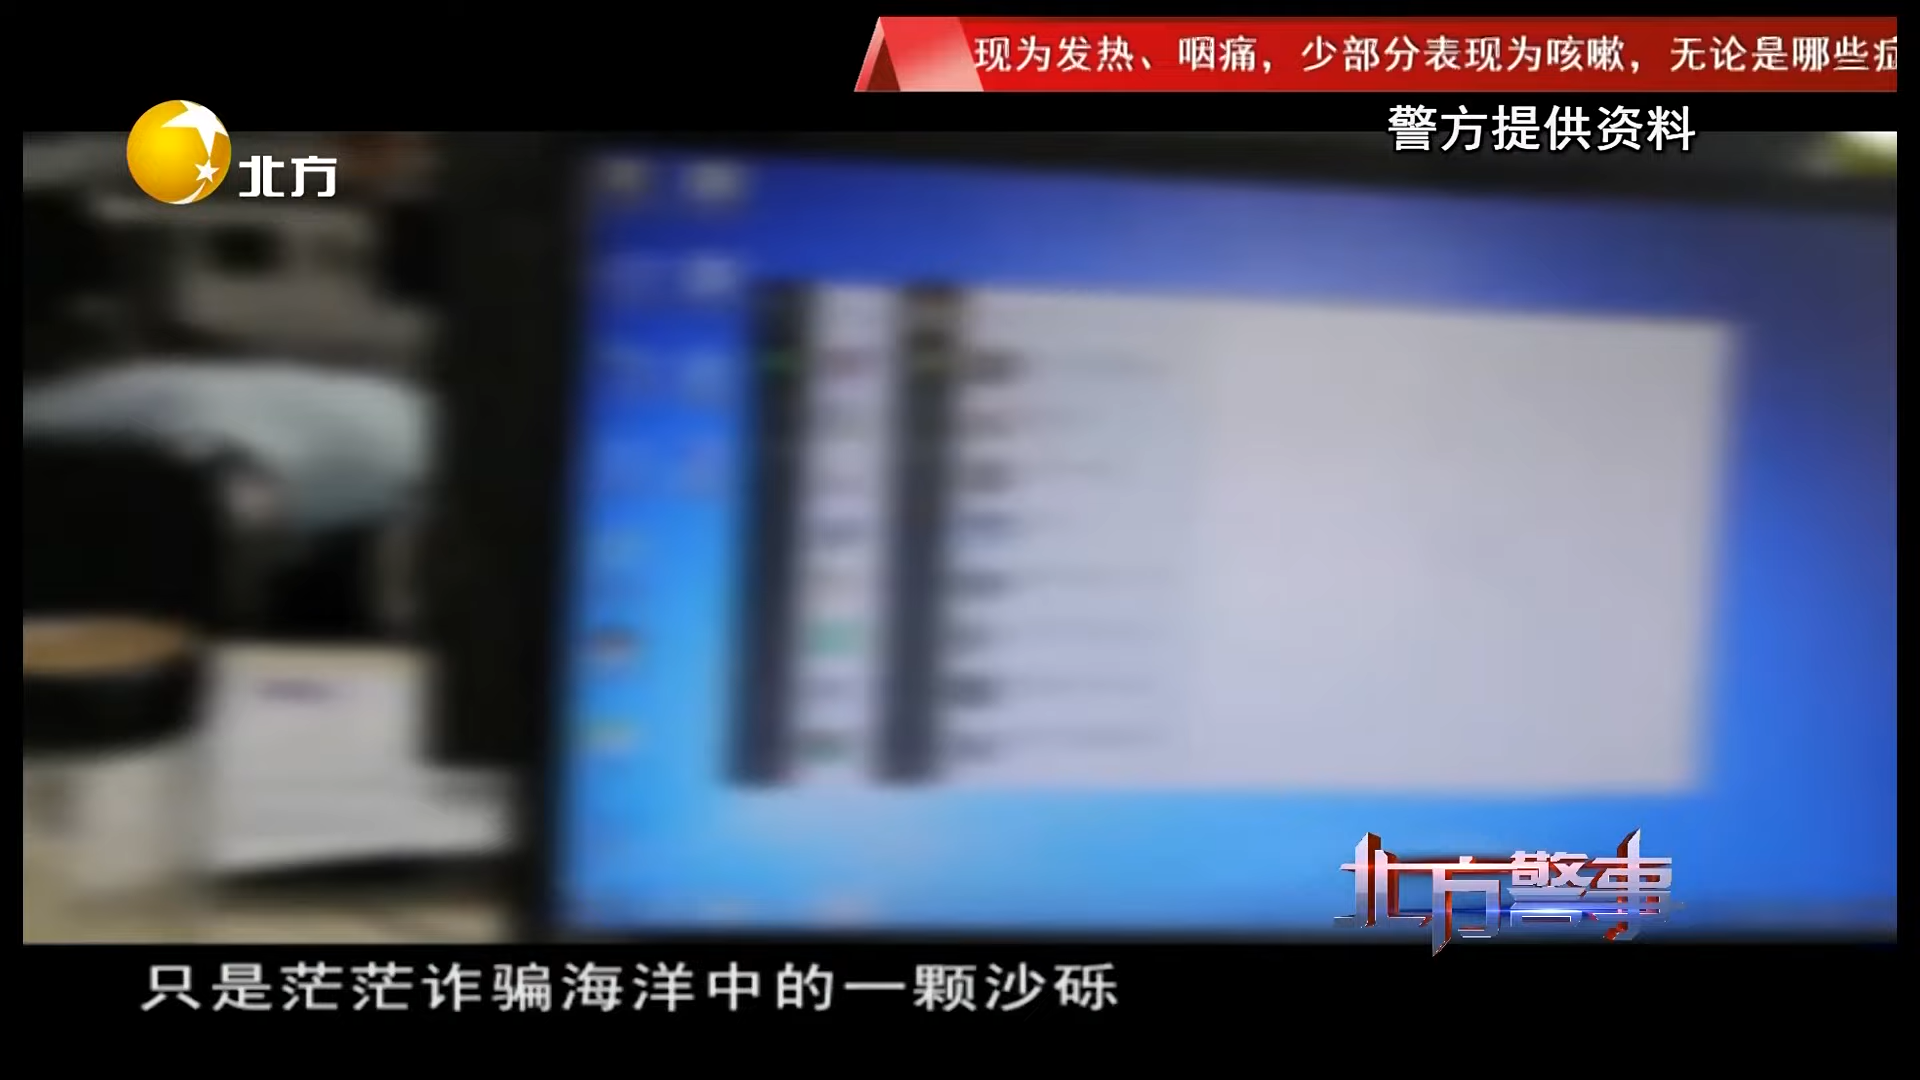 现为发热、咽痛，少部分表现为咳嗽，无论是哪些症
警方提供资料
北方
北方警事
只是茫茫诈骗海洋中的一颗沙砾